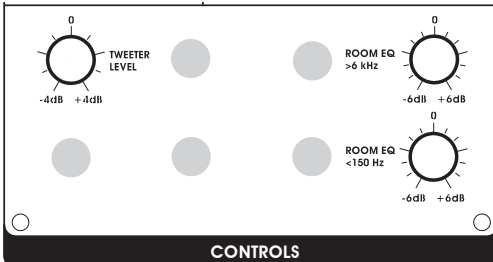 0
TWEETER
LEVEL
-4dB +4dB
0
ROOM EQ
>6 kHz
-6dB +6dB
0
ROOM EQ
<150 Hz
-6dB +6dB
CONTROLS